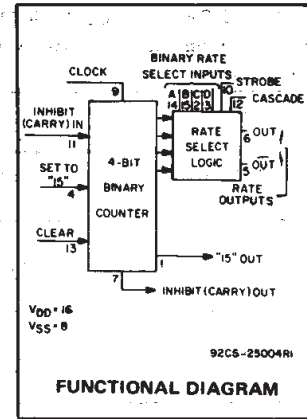 BINARY RATE
SELECT INPUTS
CLOCK
9
A B C D
14 15 2 3
10
STROBE
12
CASCADE
INHIBIT
(CARRY) IN
11
SET TO
"15"
4
CLEAR
13
4-BIT
BINARY
COUNTER
RATE
SELECT
LOGIC
6 OUT
5 OUT
RATE
OUTPUTS
1
"15" OUT
7
INHIBIT (CARRY) OUT
VDD = 16
VSS = 8
92CS-25004R1
FUNCTIONAL DIAGRAM